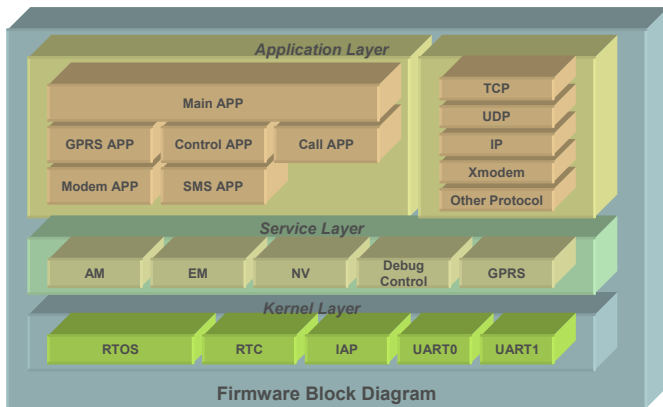 Application Layer
Main APP
GPRS APP
Control APP
Call APP
Modem APP
SMS APP
TCP
UDP
IP
Xmodem
Other Protocol
Service Layer
AM
EM
NV
Debug
Control
GPRS
Kernel Layer
RTOS
RTC
IAP
UART0
UART1
Firmware Block Diagram